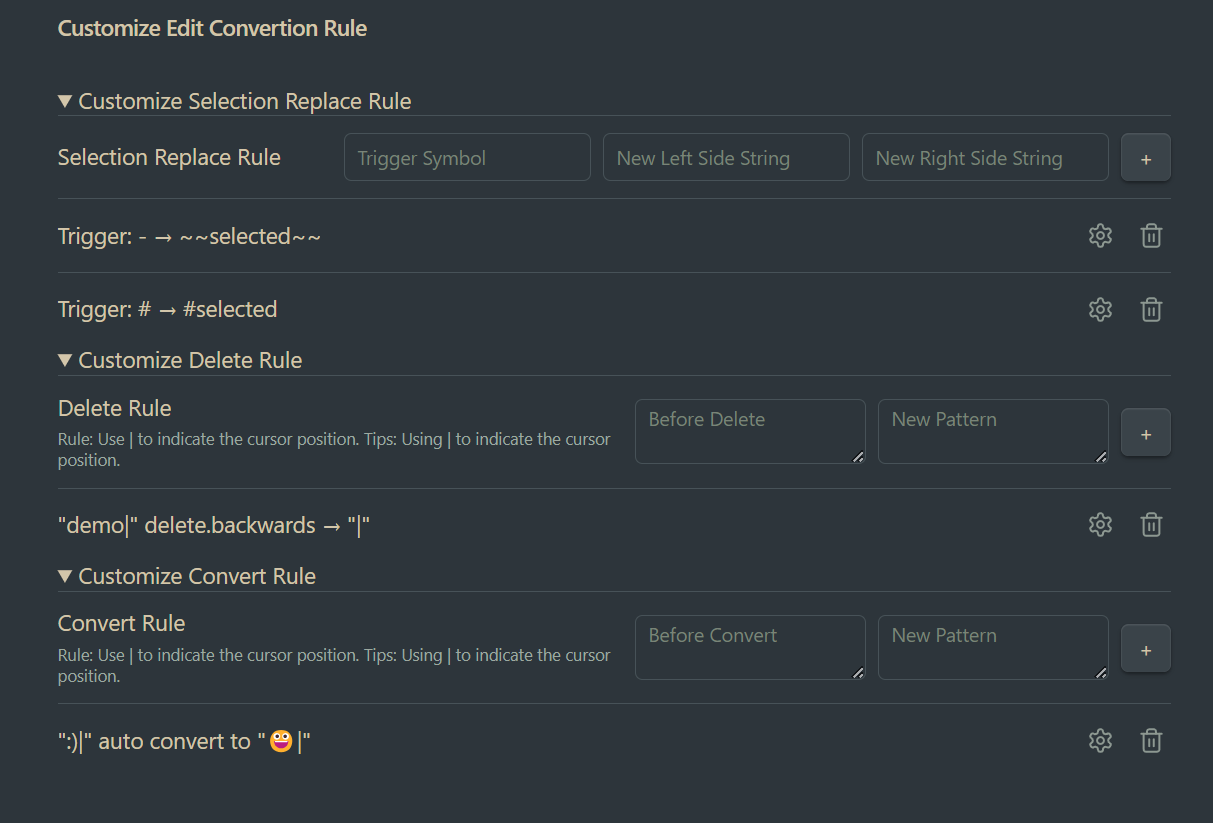 Customize Edit Convertion Rule
▼ Customize Selection Replace Rule
Selection Replace Rule Trigger Symbol New Left Side String New Right Side String +
Trigger: - → ~~selected~~
Trigger: # → #selected
▼ Customize Delete Rule
Delete Rule Before Delete New Pattern +
Rule: Use | to indicate the cursor position. Tips: Using | to indicate the cursor
position.
"demo|" delete.backwards → "|"
▼ Customize Convert Rule
Convert Rule Before Convert New Pattern +
Rule: Use | to indicate the cursor position. Tips: Using | to indicate the cursor
position.
":)|" auto convert to "😀|"